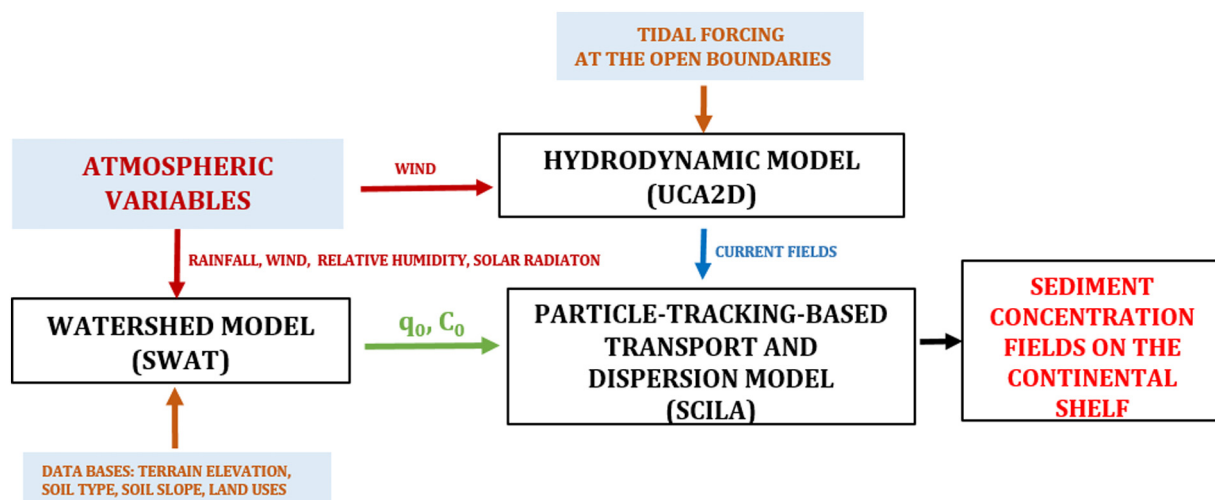 TIDAL FORCING
AT THE OPEN BOUNDARIES
ATMOSPHERIC
VARIABLES
WIND
HYDRODYNAMIC MODEL
(UCA2D)
RAINFALL, WIND, RELATIVE HUMIDITY, SOLAR RADIATON
CURRENT FIELDS
WATERSHED MODEL
(SWAT)
q₀, C₀
PARTICLE-TRACKING-BASED
TRANSPORT AND
DISPERSION MODEL
(SCILA)
SEDIMENT
CONCENTRATION
FIELDS ON THE
CONTINENTAL
SHELF
DATA BASES: TERRAIN ELEVATION,
SOIL TYPE, SOIL SLOPE, LAND USES